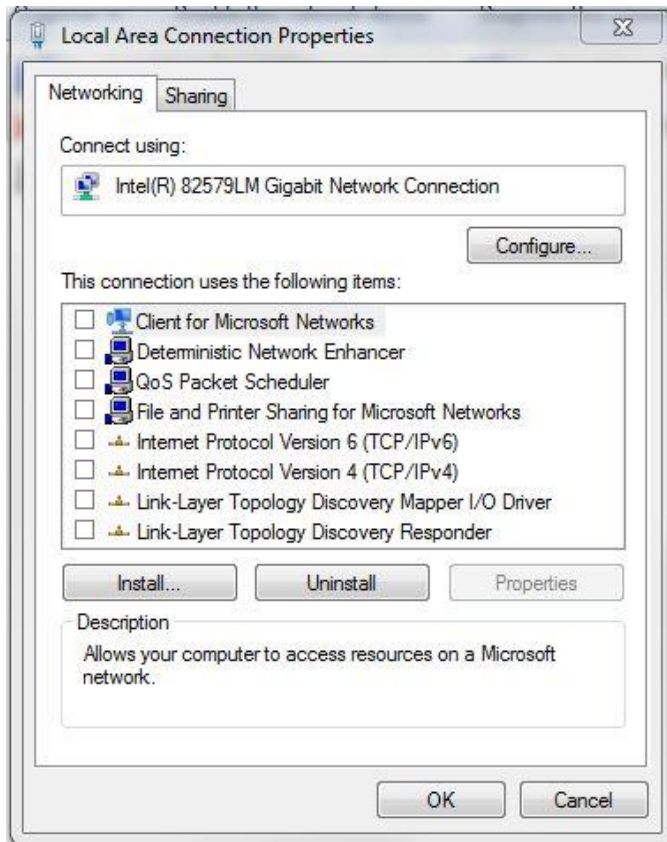 Local Area Connection Properties
Networking
Sharing
Connect using:
Intel(R) 82579LM Gigabit Network Connection
Configure...
This connection uses the following items:
Client for Microsoft Networks
Deterministic Network Enhancer
QoS Packet Scheduler
File and Printer Sharing for Microsoft Networks
Internet Protocol Version 6 (TCP/IPv6)
Internet Protocol Version 4 (TCP/IPv4)
Link-Layer Topology Discovery Mapper I/O Driver
Link-Layer Topology Discovery Responder
Install...
Uninstall
Properties
Description
Allows your computer to access resources on a Microsoft
network.
OK
Cancel